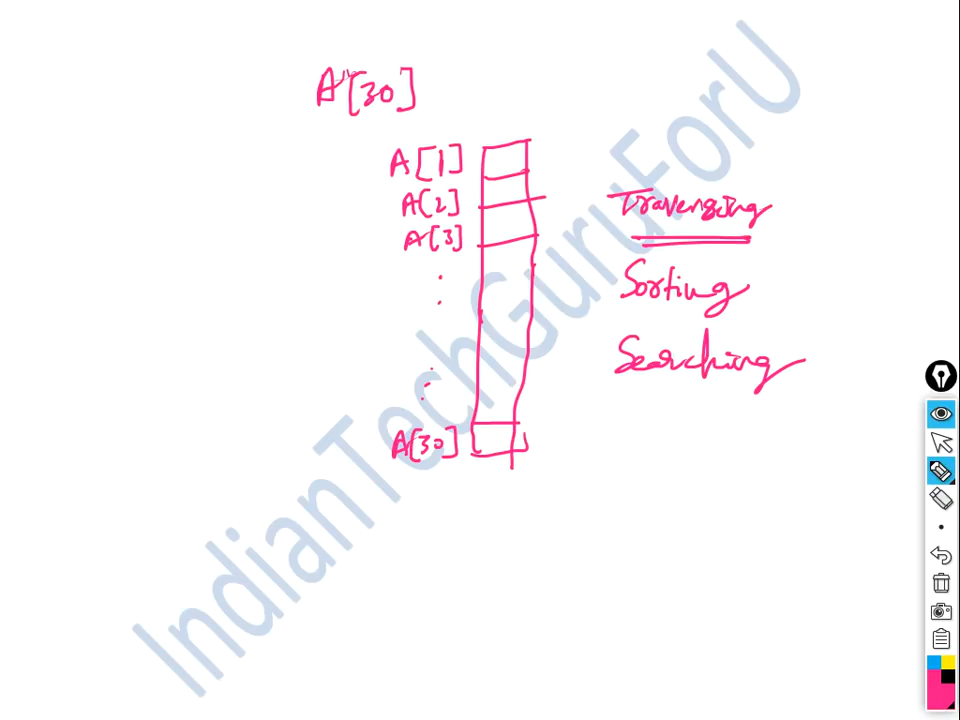 A[30]
A[1]
A[2]
A[3]
A[30]
Traversing
Sorting
Searching
IndianTechGuruForU